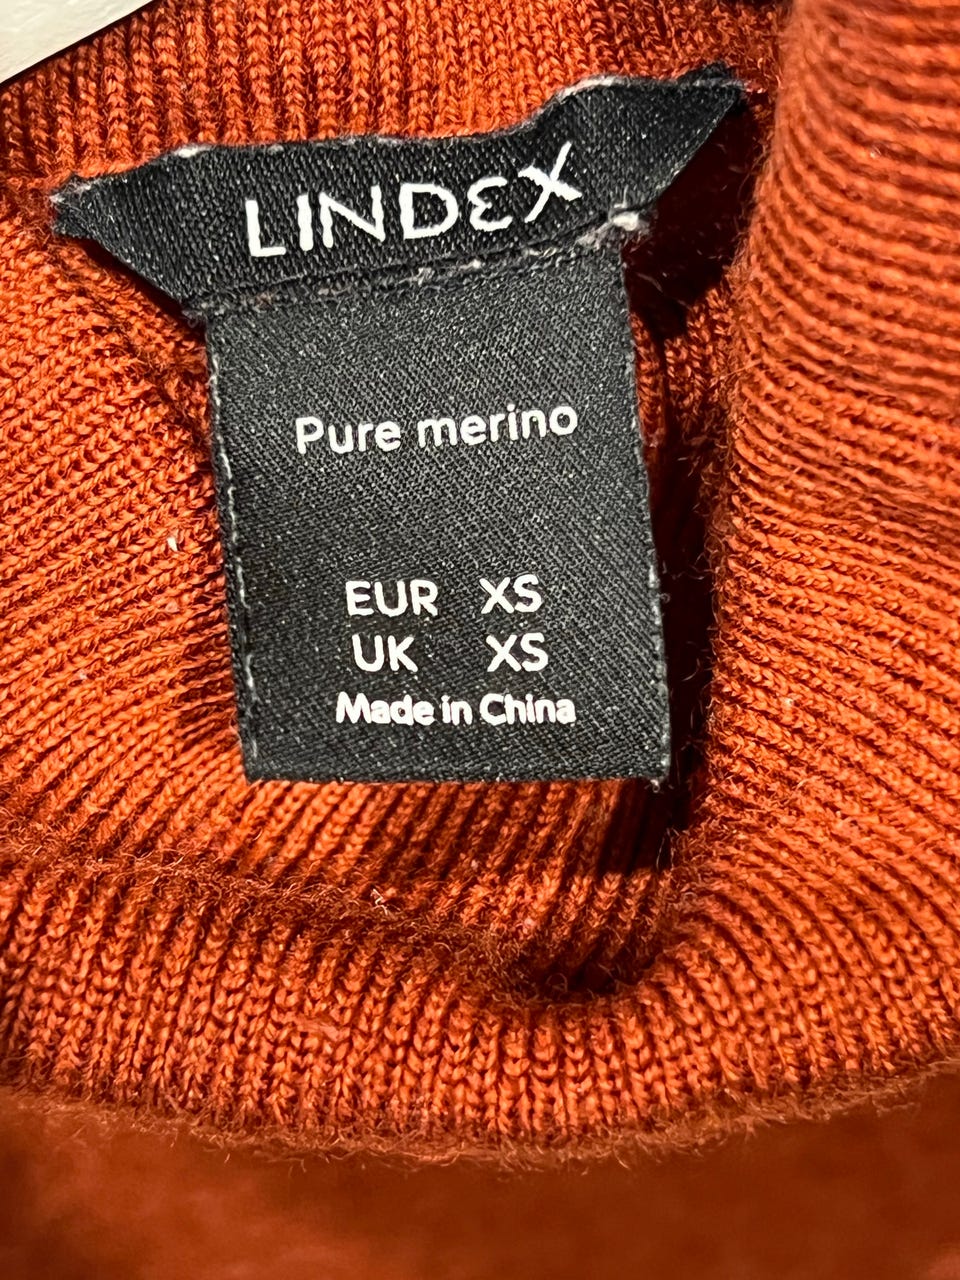 LINDEX
Pure merino
EUR XS
UK XS
Made in China